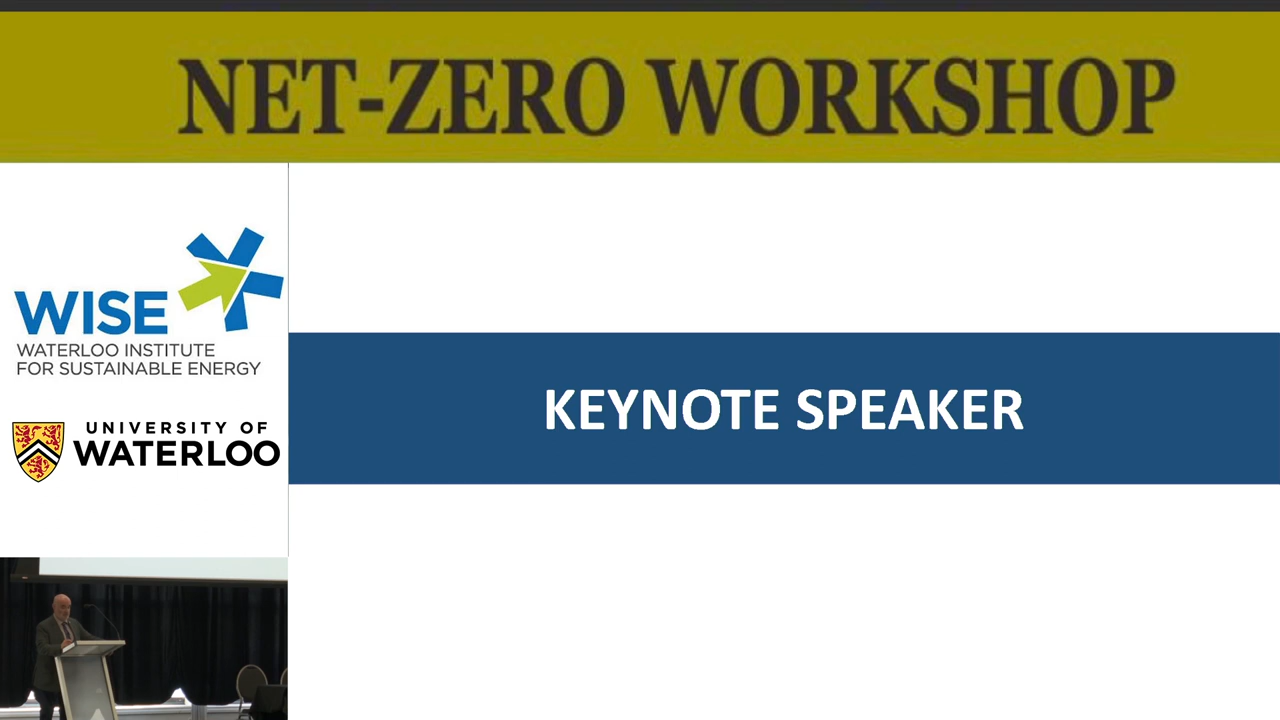 NET-ZERO WORKSHOP
WISE
WATERLOO INSTITUTE
FOR SUSTAINABLE ENERGY
UNIVERSITY OF
WATERLOO
KEYNOTE SPEAKER